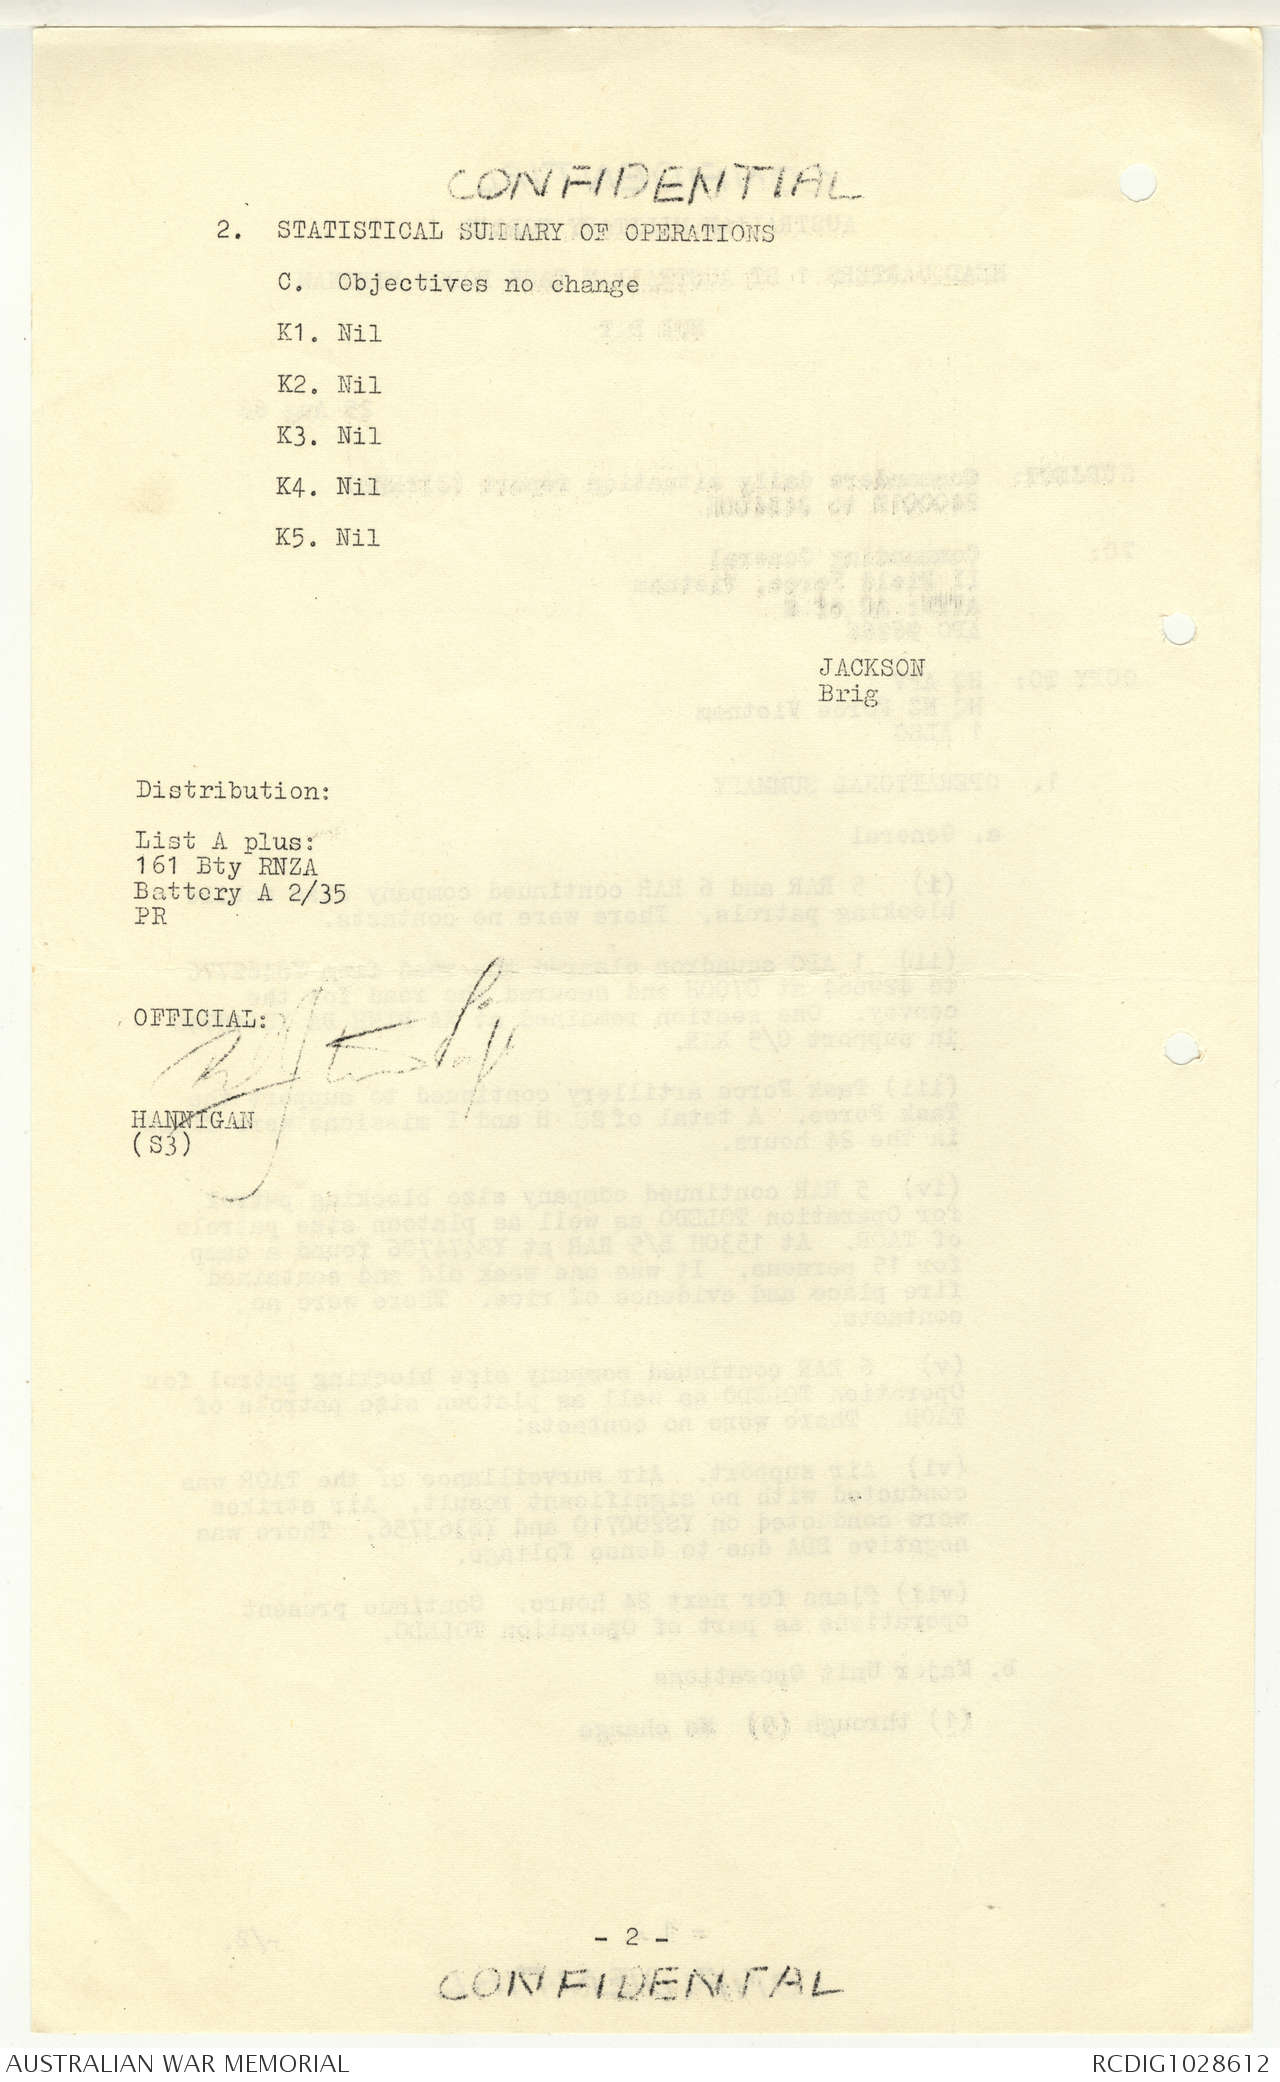 CONFIDENTIAL
2. STATISTICAL SUMMARY OF OPERATIONS
C. Objectives no change
K1. Nil
K2. Nil
K3. Nil
K4. Nil
K5. Nil
JACKSON
Brig
Distribution:
List A plus:
161 Bty RNZA
Battery A 2/35
PR
OFFICIAL:
HANNIGAN
(S3)
- 2 -
CONFIDENTAL
AUSTRALIAN WAR MEMORIAL
RCDIG1028612